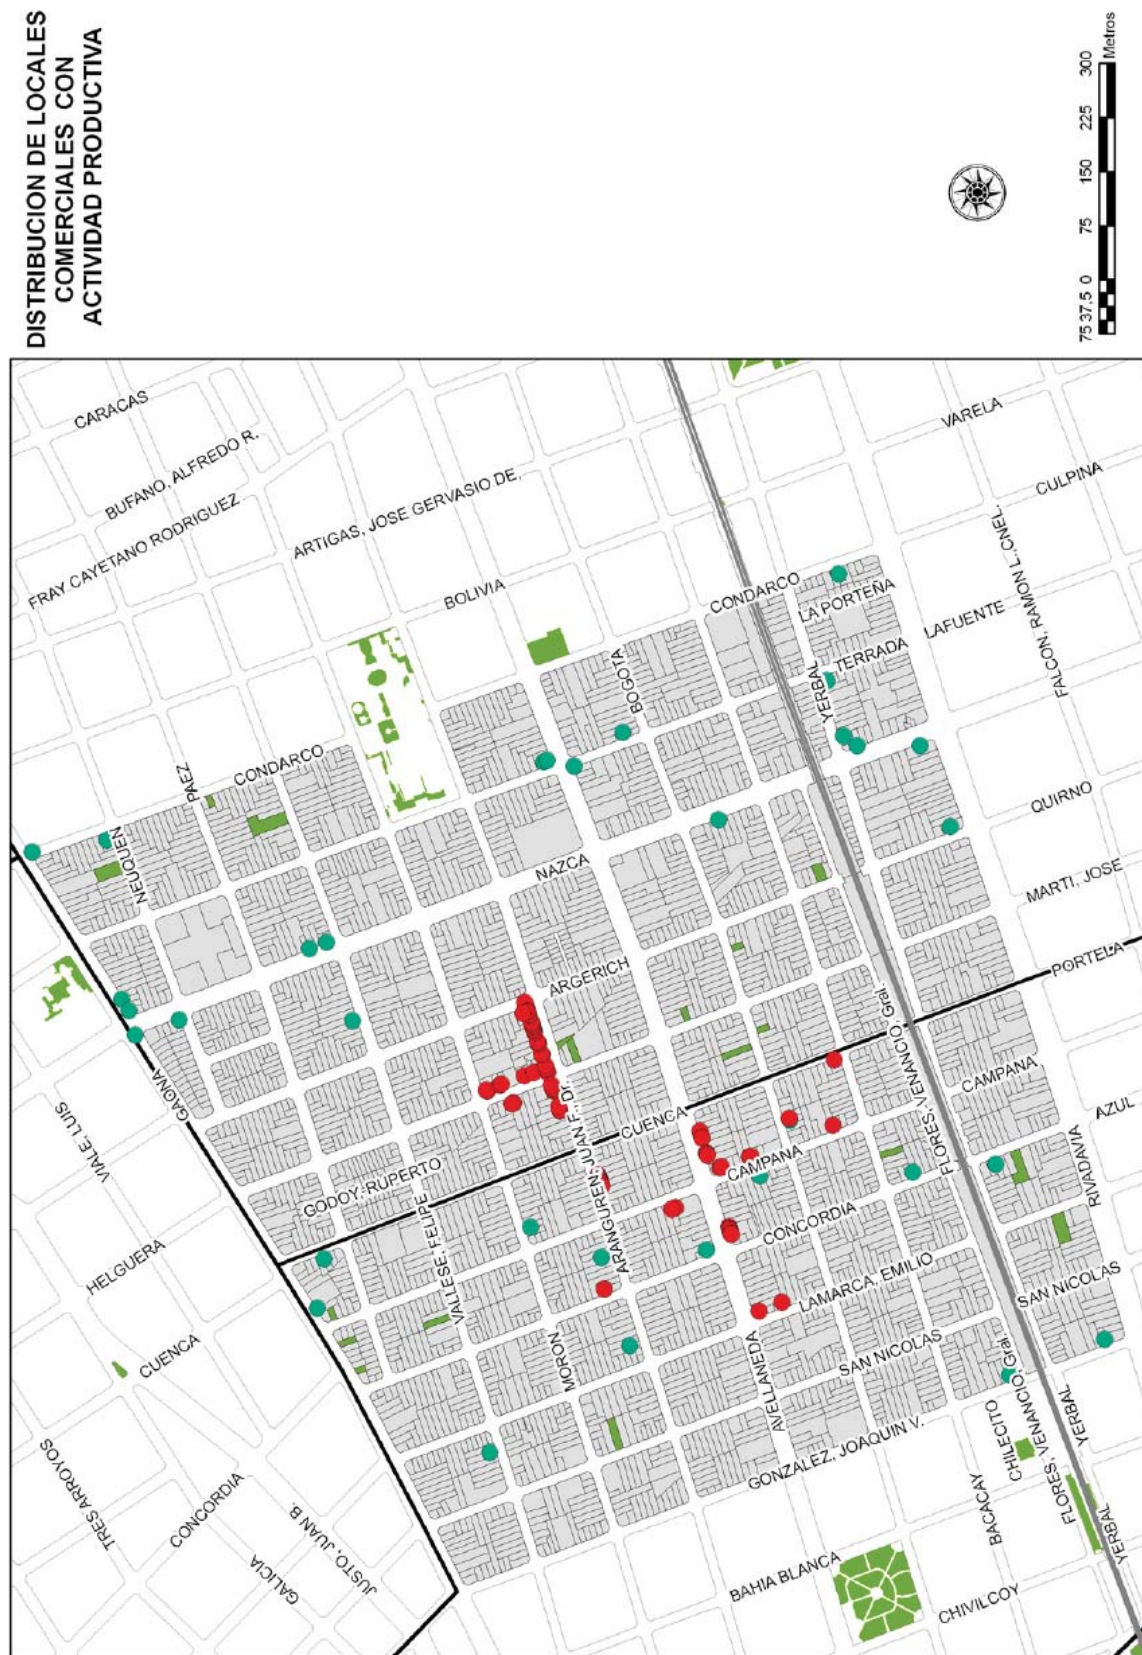 DISTRIBUCION DE LOCALES
COMERCIALES CON
ACTIVIDAD PRODUCTIVA
75 37,5 0 75 150 225 300
Metros
CARACAS
BUFANO, ALFREDO R.
FRAY CAYETANO RODRIGUEZ
ARTIGAS, JOSE GERVASIO DE,
BOLIVIA
CONDARCO
PAEZ
NEUQUEN
CONDARCO
LA PORTEÑA
TERRADA
YERBAL
BOGOTA
LAFUENTE
VARELA
CULPINA
FALCON, RAMON L., CNEL.
QUIRNO
MARTI, JOSE
PORTELA
NAZCA
ARGERICH
GAONA
VIALE, LUIS
HELGUERA
CUENCA
TRES ARROYOS
CONCORDIA
GALICIA
JUSTO, JUAN B.
GODOY, RUPERTO
VALLESE, FELIPE
MORON
ARANGUREN, JUAN F., Dr.
CUENCA
CAMPANA
CONCORDIA
LAMARCA, EMILIO
SAN NICOLAS
AVELLANEDA
GONZALEZ, JOAQUIN V.
FLORES, VENANCIO, Gral.
CAMPANA
AZUL
RIVADAVIA
SAN NICOLAS
CHILECITO
FLORES, VENANCIO, Gral.
YERBAL
YERBAL
BACACAY
BAHIA BLANCA
CHIVILCOY